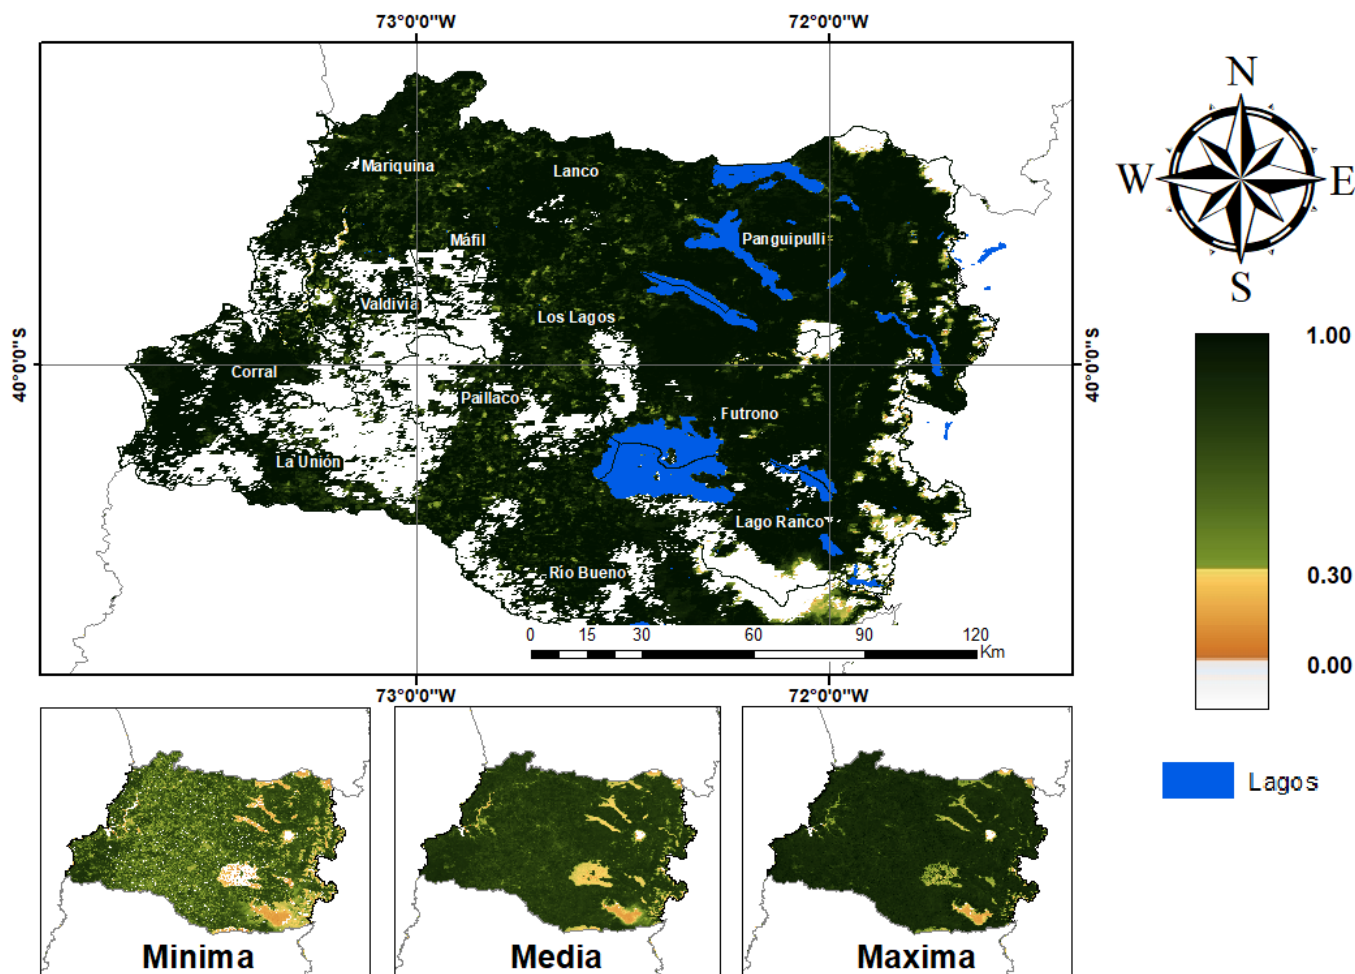 73°0'0"W 72°0'0"W
N
W E
S
Mariquina
Lanco
Máfil
Panguipulli
Valdivia
Los Lagos
40°0'0"S
40°0'0"S
Corral
Paillaco
Futrono
La Unión
Lago Ranco
Río Bueno
0 15 30 60 90 120
Km
73°0'0"W 72°0'0"W
1.00
0.30
0.00
Lagos
Minima
Media
Maxima